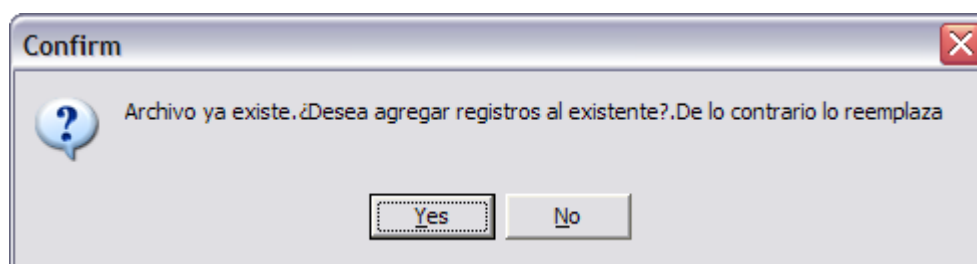 Confirm
Archivo ya existe.¿Desea agregar registros al existente?.De lo contrario lo reemplaza
Yes
No